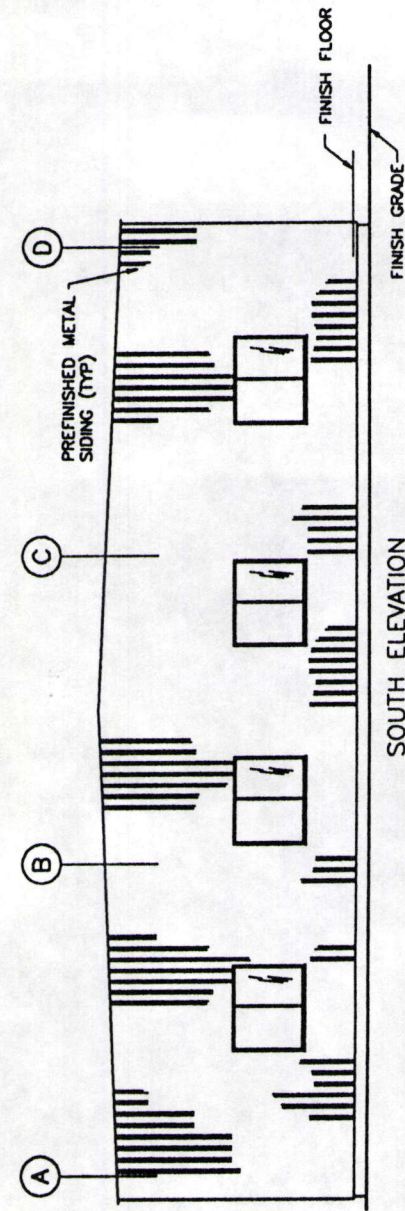 A
B
C
D
PREFINISHED METAL
SIDING (TYP)
FINISH FLOOR
FINISH GRADE
SOUTH ELEVATION